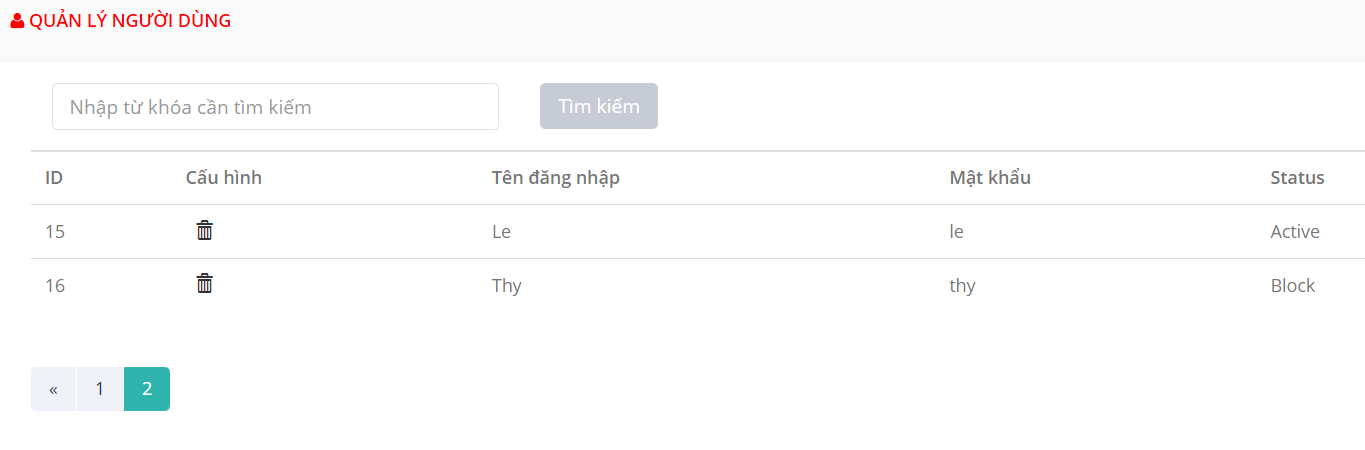 QUẢN LÝ NGƯỜI DÙNG
Nhập từ khóa cần tìm kiếm Tìm kiếm
ID Cấu hình Tên đăng nhập Mật khẩu Status
15 Le le Active
16 Thy thy Block
« 1 2